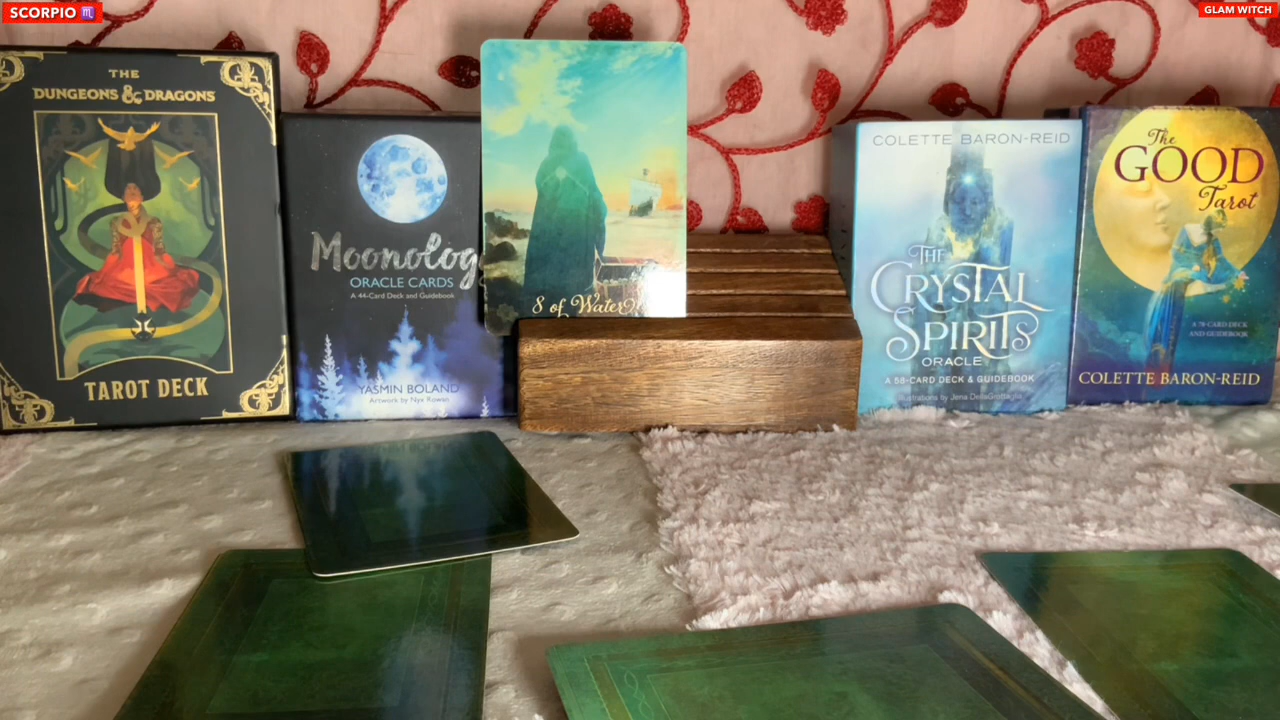 SCORPIO ♏
GLAM WITCH
THE
DUNGEONS & DRAGONS
TAROT DECK
Moonolog
ORACLE CARDS
A 44-Card Deck and Guidebook
YASMIN BOLAND
Artwork by Nyx Rowan
8 of Water
COLETTE BARON-REID
THE
CRYSTAL
SPIRITS
ORACLE
A 58-CARD DECK & GUIDEBOOK
Illustrations by Jena DellaGrottaglia
The
GOOD
Tarot
A 78-CARD DECK
AND GUIDEBOOK
COLETTE BARON-REID